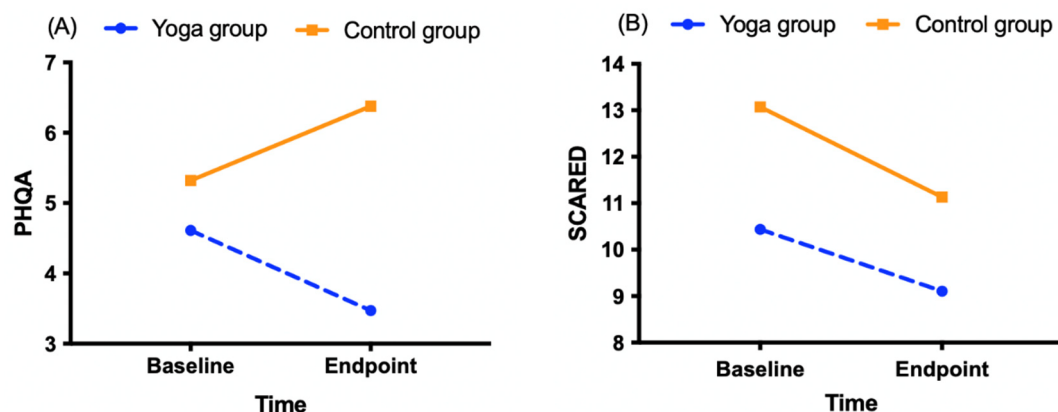 (A) Yoga group Control group
7
6
5
4
3
PHQA
Baseline Endpoint
Time
(B) Yoga group Control group
14
13
12
11
10
9
8
SCARED
Baseline Endpoint
Time